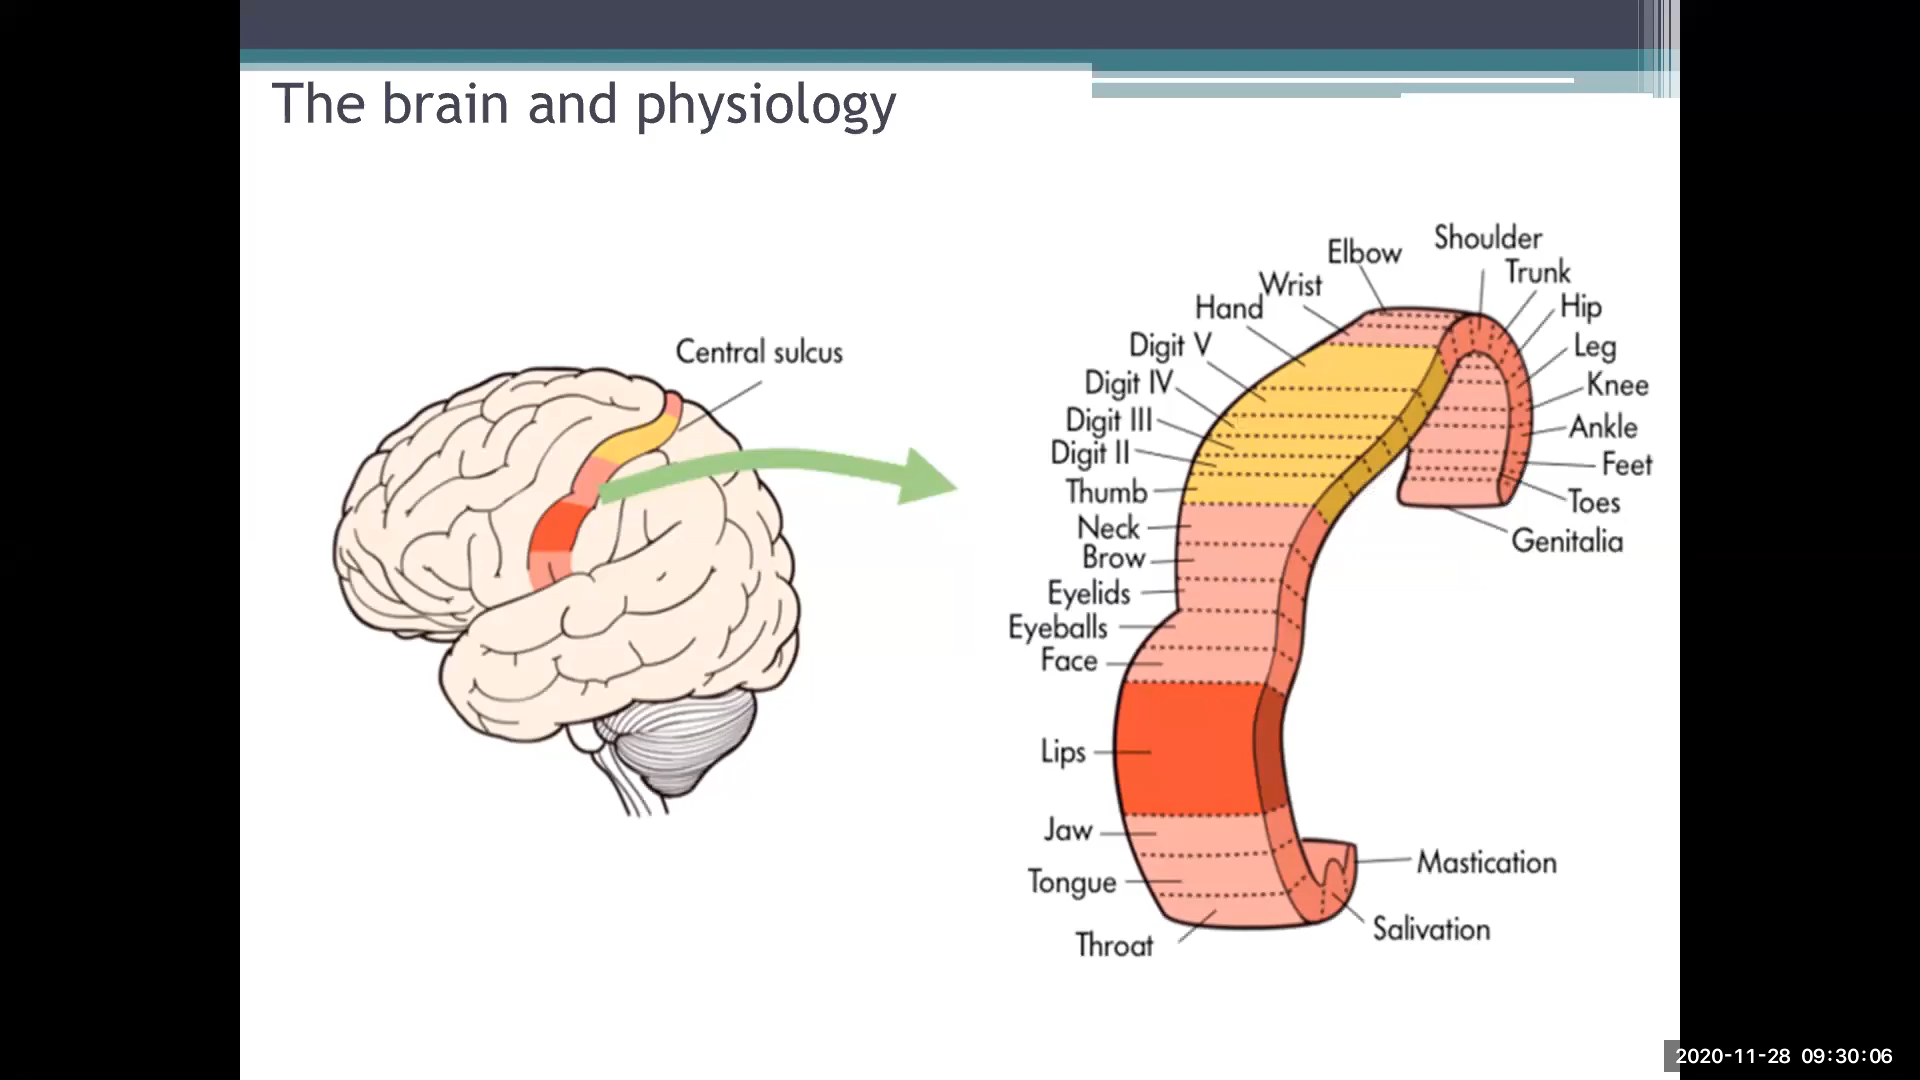 The brain and physiology
Central sulcus
Shoulder
Elbow
Trunk
Wrist
Hip
Hand
Digit V
Leg
Digit IV
Knee
Digit III
Ankle
Digit II
Feet
Thumb
Toes
Neck
Genitalia
Brow
Eyelids
Eyeballs
Face
Lips
Jaw
Mastication
Tongue
Salivation
Throat
2020-11-28 09:30:06